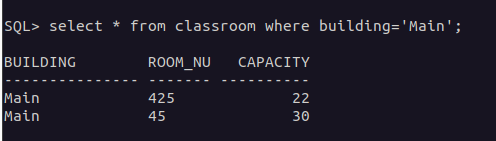 SQL> select * from classroom where building='Main';
BUILDING ROOM_NU CAPACITY
--------------- ------- ----------
Main 425 22
Main 45 30